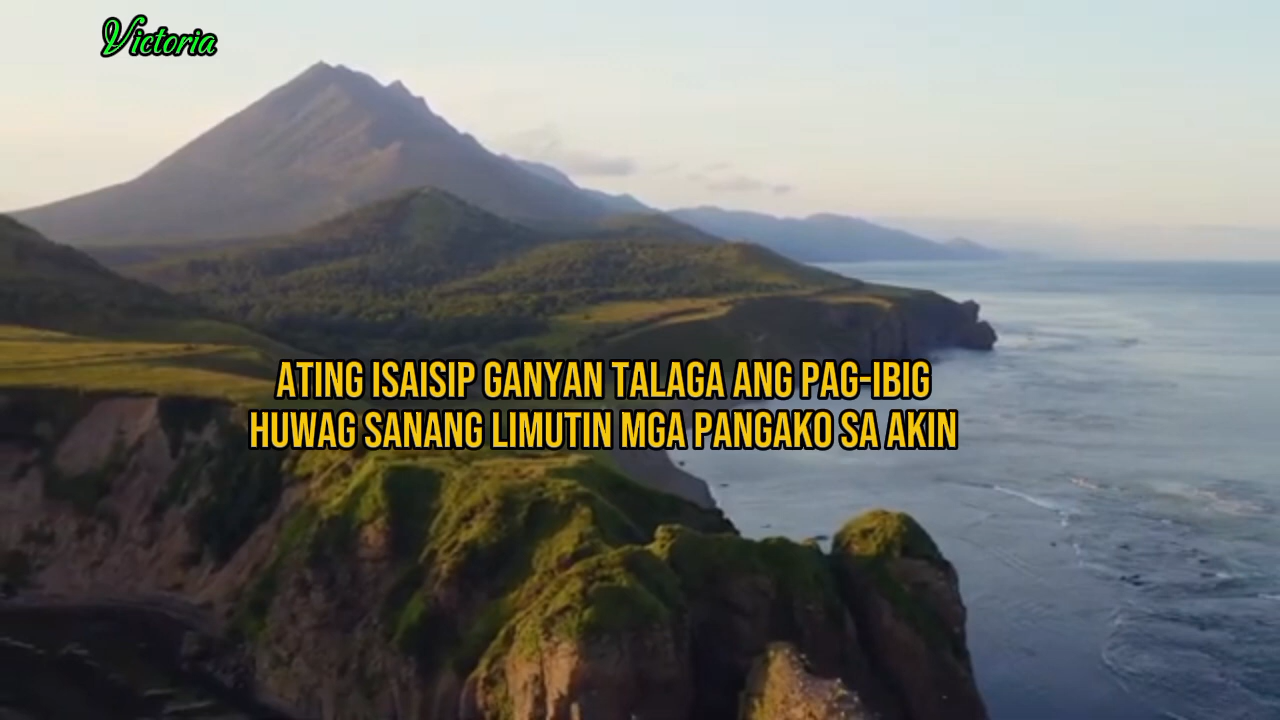 Victoria
ATING ISAISIP GANYAN TALAGA ANG PAG-IBIG
HUWAG SANANG LIMUTIN MGA PANGAKO SA AKIN